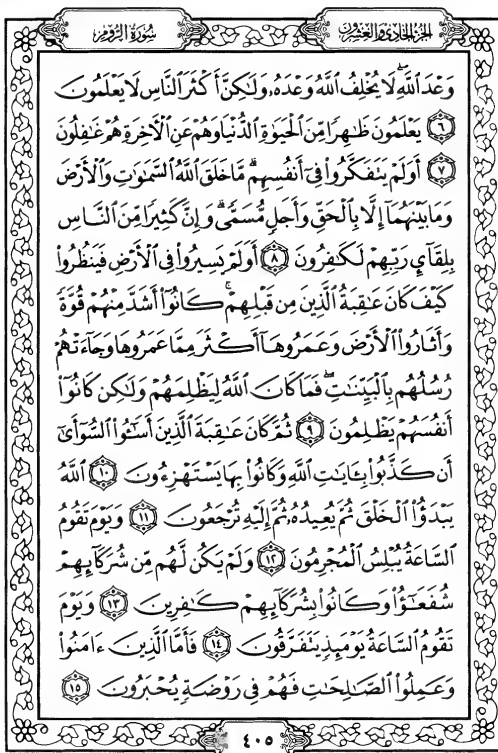 الجزء الحادي والعشرون سورة الروم
وَعْدَ ٱللَّهِ ۖ لَا يُخْلِفُ ٱللَّهُ وَعْدَهُۥ وَلَٰكِنَّ أَكْثَرَ ٱلنَّاسِ لَا يَعْلَمُونَ
٦ يَعْلَمُونَ ظَٰهِرًا مِّنَ ٱلْحَيَوٰةِ ٱلدُّنْيَا وَهُمْ عَنِ ٱلْءَاخِرَةِ هُمْ غَٰفِلُونَ
٧ أَوَلَمْ يَتَفَكَّرُوا۟ فِىٓ أَنفُسِهِم ۗ مَّا خَلَقَ ٱللَّهُ ٱلسَّمَٰوَٰتِ وَٱلْأَرْضَ
وَمَا بَيْنَهُمَآ إِلَّا بِٱلْحَقِّ وَأَجَلٍ مُّسَمًّى ۗ وَإِنَّ كَثِيرًا مِّنَ ٱلنَّاسِ
بِلِقَآئِ رَبِّهِمْ لَكَٰفِرُونَ ٨ أَوَلَمْ يَسِيرُوا۟ فِى ٱلْأَرْضِ فَيَنظُرُوا۟
كَيْفَ كَانَ عَٰقِبَةُ ٱلَّذِينَ مِن قَبْلِهِمْ ۚ كَانُوٓا۟ أَشَدَّ مِنْهُمْ قُوَّةً
وَأَثَارُوا۟ ٱلْأَرْضَ وَعَمَرُوهَآ أَكْثَرَ مِمَّا عَمَرُوهَا وَجَآءَتْهُمْ
رُسُلُهُم بِٱلْبَيِّنَٰتِ ۖ فَمَا كَانَ ٱللَّهُ لِيَظْلِمَهُمْ وَلَٰكِن كَانُوٓا۟
أَنفُسَهُمْ يَظْلِمُونَ ٩ ثُمَّ كَانَ عَٰقِبَةَ ٱلَّذِينَ أَسَٰٓـُٔوا۟ ٱلسُّوٓأَىٰٓ
أَن كَذَّبُوا۟ بِـَٔايَٰتِ ٱللَّهِ وَكَانُوا۟ بِهَا يَسْتَهْزِءُونَ ١٠ ٱللَّهُ
يَبْدَؤُا۟ ٱلْخَلْقَ ثُمَّ يُعِيدُهُۥ ثُمَّ إِلَيْهِ تُرْجَعُونَ ١١ وَيَوْمَ تَقُومُ
ٱلسَّاعَةُ يُبْلِسُ ٱلْمُجْرِمُونَ ١٢ وَلَمْ يَكُن لَّهُم مِّن شُرَكَآئِهِمْ
شُفَعَٰٓؤُا۟ وَكَانُوا۟ بِشُرَكَآئِهِمْ كَٰفِرِينَ ١٣ وَيَوْمَ
تَقُومُ ٱلسَّاعَةُ يَوْمَئِذٍ يَتَفَرَّقُونَ ١٤ فَأَمَّا ٱلَّذِينَ ءَامَنُوا۟
وَعَمِلُوا۟ ٱلصَّٰلِحَٰتِ فَهُمْ فِى رَوْضَةٍ يُحْبَرُونَ ١٥
٤٠٥